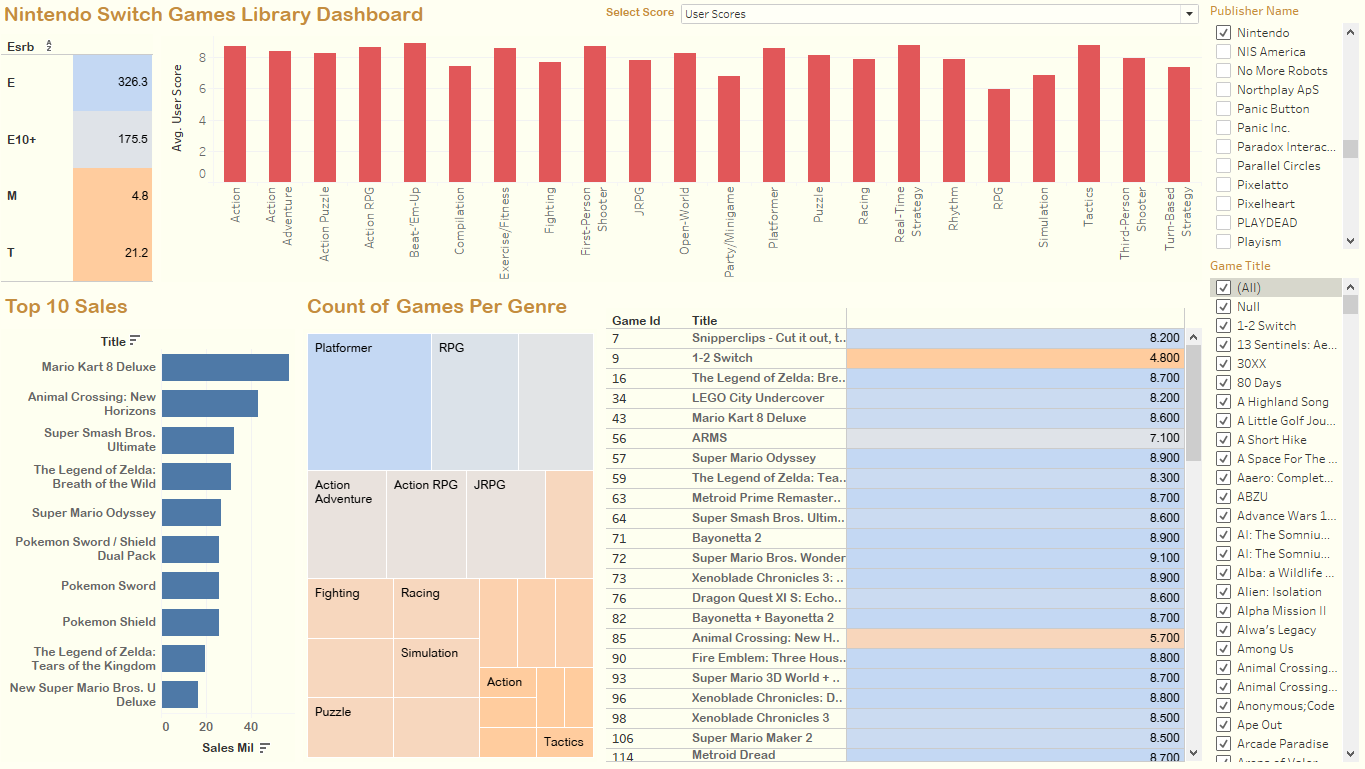 Nintendo Switch Games Library Dashboard
Select Score
User Scores
Esrb
E 326.3
E10+ 175.5
M 4.8
T 21.2
Avg. User Score
8
6
4
2
0
Action
Action Adventure
Action Puzzle
Action RPG
Beat-'Em-Up
Compilation
Exercise/Fitness
Fighting
First-Person Shooter
JRPG
Open-World
Party/Minigame
Platformer
Puzzle
Racing
Real-Time Strategy
Rhythm
RPG
Simulation
Tactics
Third-Person Shooter
Turn-Based Strategy
Top 10 Sales
Title
Mario Kart 8 Deluxe
Animal Crossing: New
Horizons
Super Smash Bros.
Ultimate
The Legend of Zelda:
Breath of the Wild
Super Mario Odyssey
Pokemon Sword / Shield
Dual Pack
Pokemon Sword
Pokemon Shield
The Legend of Zelda:
Tears of the Kingdom
New Super Mario Bros. U
Deluxe
0 20 40
Sales Mil
Count of Games Per Genre
Platformer
RPG
Action
Adventure
Action RPG
JRPG
Fighting
Racing
Simulation
Action
Puzzle
Tactics
Game Id Title
7 Snipperclips - Cut it out, t.. 8.200
9 1-2 Switch 4.800
16 The Legend of Zelda: Bre.. 8.700
34 LEGO City Undercover 8.200
43 Mario Kart 8 Deluxe 8.600
56 ARMS 7.100
57 Super Mario Odyssey 8.900
59 The Legend of Zelda: Tea.. 8.300
63 Metroid Prime Remaster.. 8.700
64 Super Smash Bros. Ultim.. 8.600
71 Bayonetta 2 8.900
72 Super Mario Bros. Wonder 9.100
73 Xenoblade Chronicles 3: .. 8.900
76 Dragon Quest XI S: Echo.. 8.600
82 Bayonetta + Bayonetta 2 8.700
85 Animal Crossing: New H.. 5.700
90 Fire Emblem: Three Hous.. 8.800
93 Super Mario 3D World + .. 8.700
96 Xenoblade Chronicles: D.. 8.800
98 Xenoblade Chronicles 3 8.500
106 Super Mario Maker 2 8.500
114 Metroid Dread 8.700
Publisher Name
Nintendo
NIS America
No More Robots
Northplay ApS
Panic Button
Panic Inc.
Paradox Interac...
Parallel Circles
Pixelatto
Pixelheart
PLAYDEAD
Playism
Game Title
(All)
Null
1-2 Switch
13 Sentinels: Ae...
30XX
80 Days
A Highland Song
A Little Golf Jou...
A Short Hike
A Space For The ...
Aaero: Complet...
ABZU
Advance Wars 1...
AI: The Somniu...
AI: The Somniu...
Alba: a Wildlife ...
Alien: Isolation
Alpha Mission II
Alwa's Legacy
Among Us
Animal Crossing...
Animal Crossing...
Anonymous;Code
Ape Out
Arcade Paradise